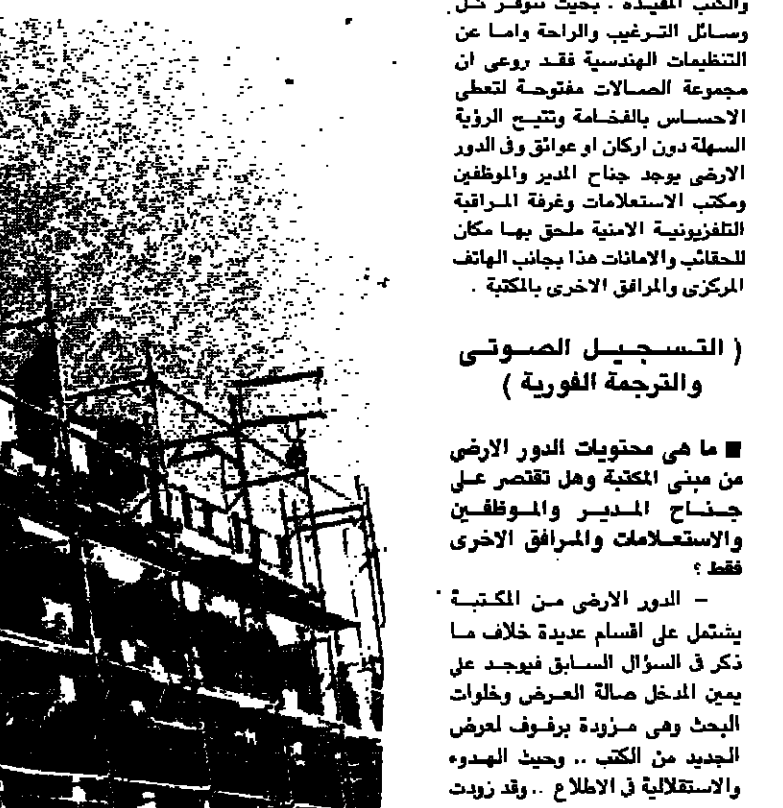 والكتب المفيدة . بحيث تتوفر كل
وسائل الترغيب والراحة واما عن
التنظيمات الهندسية فقد روعى ان
مجموعة الصالات مفتوحة لتعطى
الاحساس بالفخامة وتتيح الرؤية
السهلة دون اركان او عوائق وفى الدور
الارضى يوجد جناح المدير والموظفين
ومكتب الاستعلامات وغرفة المراقبة
التلفزيونية الامنية ملحق بها مكان
للحقائب والامانات هذا بجانب الهاتف
المركزى والمرافق الاخرى بالمكتبة .
( التسجيل الصوتى
والترجمة الفورية )
■ ما هى محتويات الدور الارضى
من مبنى المكتبة وهل تقتصر على
جناح المدير والموظفين
والاستعلامات والمرافق الاخرى
فقط ؟
– الدور الارضى من المكتبة
يشتمل على اقسام عديدة خلاف ما
ذكر فى السؤال السابق فيوجد على
يمين المدخل صالة العرض وخلوات
البحث وهى مزودة برفوف لعرض
الجديد من الكتب .. وحيث الهدوء
والاستقلالية فى الاطلاع .. وقد زودت